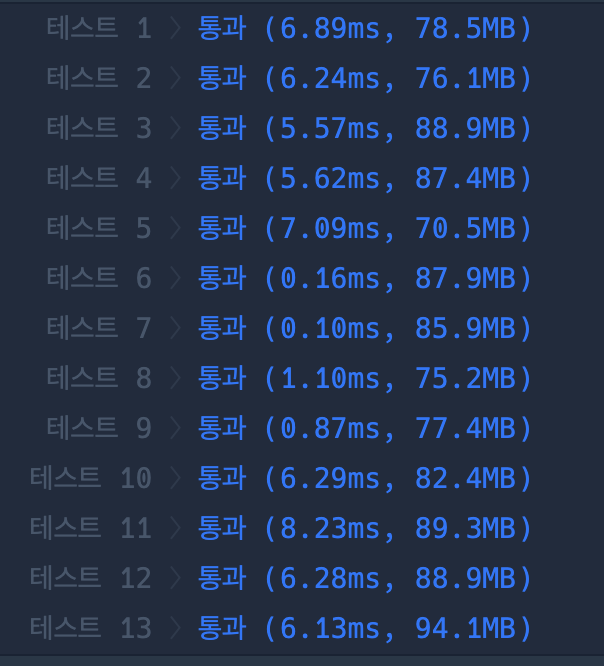 테스트 1 〉 통과 (6.89ms, 78.5MB)
테스트 2 〉 통과 (6.24ms, 76.1MB)
테스트 3 〉 통과 (5.57ms, 88.9MB)
테스트 4 〉 통과 (5.62ms, 87.4MB)
테스트 5 〉 통과 (7.09ms, 70.5MB)
테스트 6 〉 통과 (0.16ms, 87.9MB)
테스트 7 〉 통과 (0.10ms, 85.9MB)
테스트 8 〉 통과 (1.10ms, 75.2MB)
테스트 9 〉 통과 (0.87ms, 77.4MB)
테스트 10 〉 통과 (6.29ms, 82.4MB)
테스트 11 〉 통과 (8.23ms, 89.3MB)
테스트 12 〉 통과 (6.28ms, 88.9MB)
테스트 13 〉 통과 (6.13ms, 94.1MB)